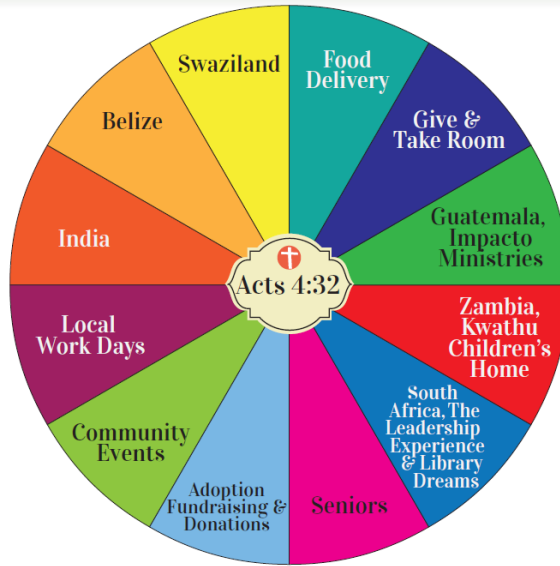 Swaziland
Food
Delivery
Give &
Take Room
Guatemala,
Impacto
Ministries
Zambia,
Kwathu
Children's
Home
South
Africa, The
Leadership
Experience
& Library
Dreams
Seniors
Adoption
Fundraising &
Donations
Community
Events
Local
Work Days
India
Belize
Acts 4:32